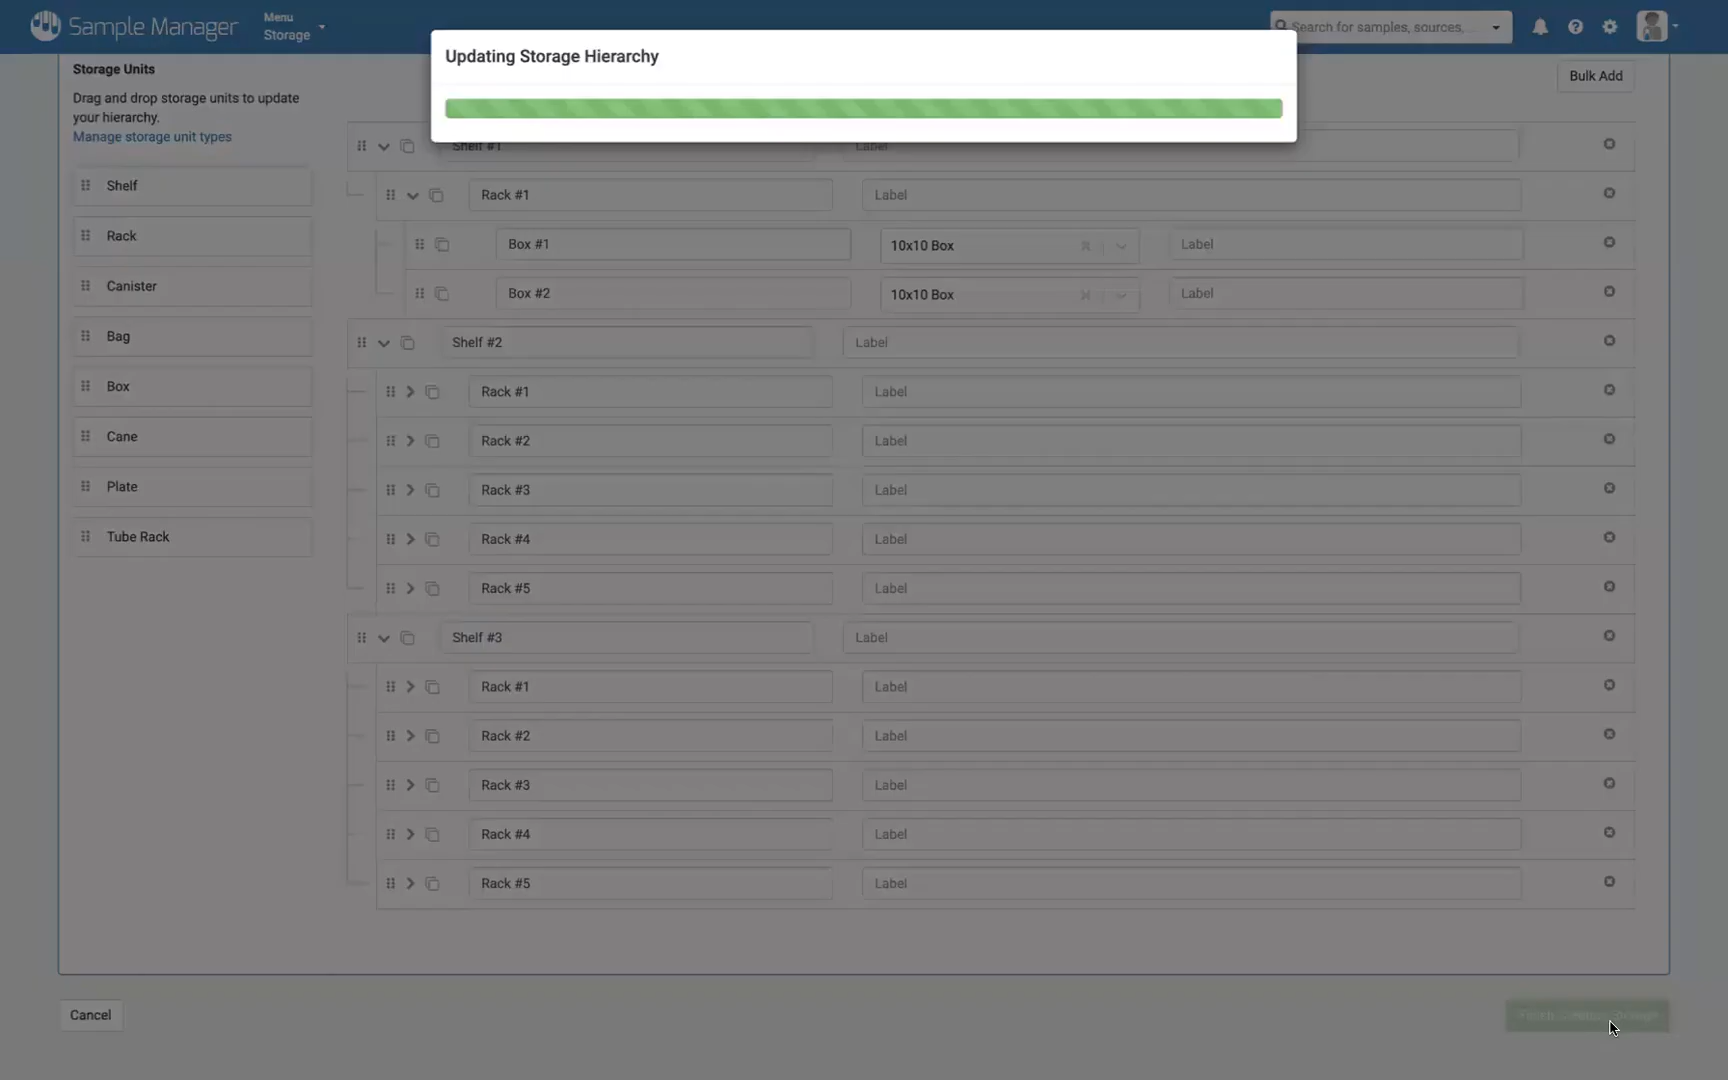 Sample Manager
Menu
Storage
Search for samples, sources, ...
Updating Storage Hierarchy
Storage Units
Drag and drop storage units to update
your hierarchy.
Manage storage unit types
Bulk Add
Shelf
Rack
Canister
Bag
Box
Cane
Plate
Tube Rack
Shelf #1 Label
Rack #1 Label
Box #1 10x10 Box Label
Box #2 10x10 Box Label
Shelf #2 Label
Rack #1 Label
Rack #2 Label
Rack #3 Label
Rack #4 Label
Rack #5 Label
Shelf #3 Label
Rack #1 Label
Rack #2 Label
Rack #3 Label
Rack #4 Label
Rack #5 Label
Cancel